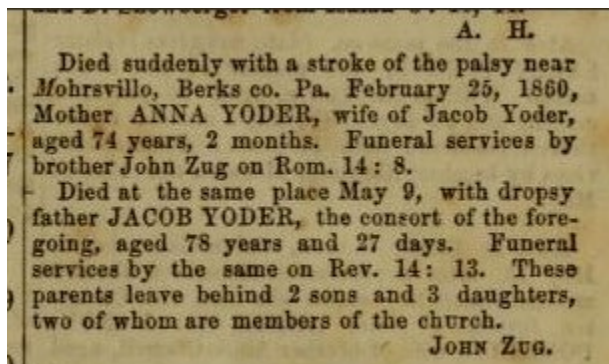 A. H.
Died suddenly with a stroke of the palsy near
Mohrsvillo, Berks co. Pa. February 25, 1860,
Mother ANNA YODER, wife of Jacob Yoder,
aged 74 years, 2 months. Funeral services by
brother John Zug on Rom. 14: 8.
Died at the same place May 9, with dropsy
father JACOB YODER, the consort of the fore-
going, aged 78 years and 27 days. Funeral
services by the same on Rev. 14: 13. These
parents leave behind 2 sons and 3 daughters,
two of whom are members of the church.
JOHN ZUG.